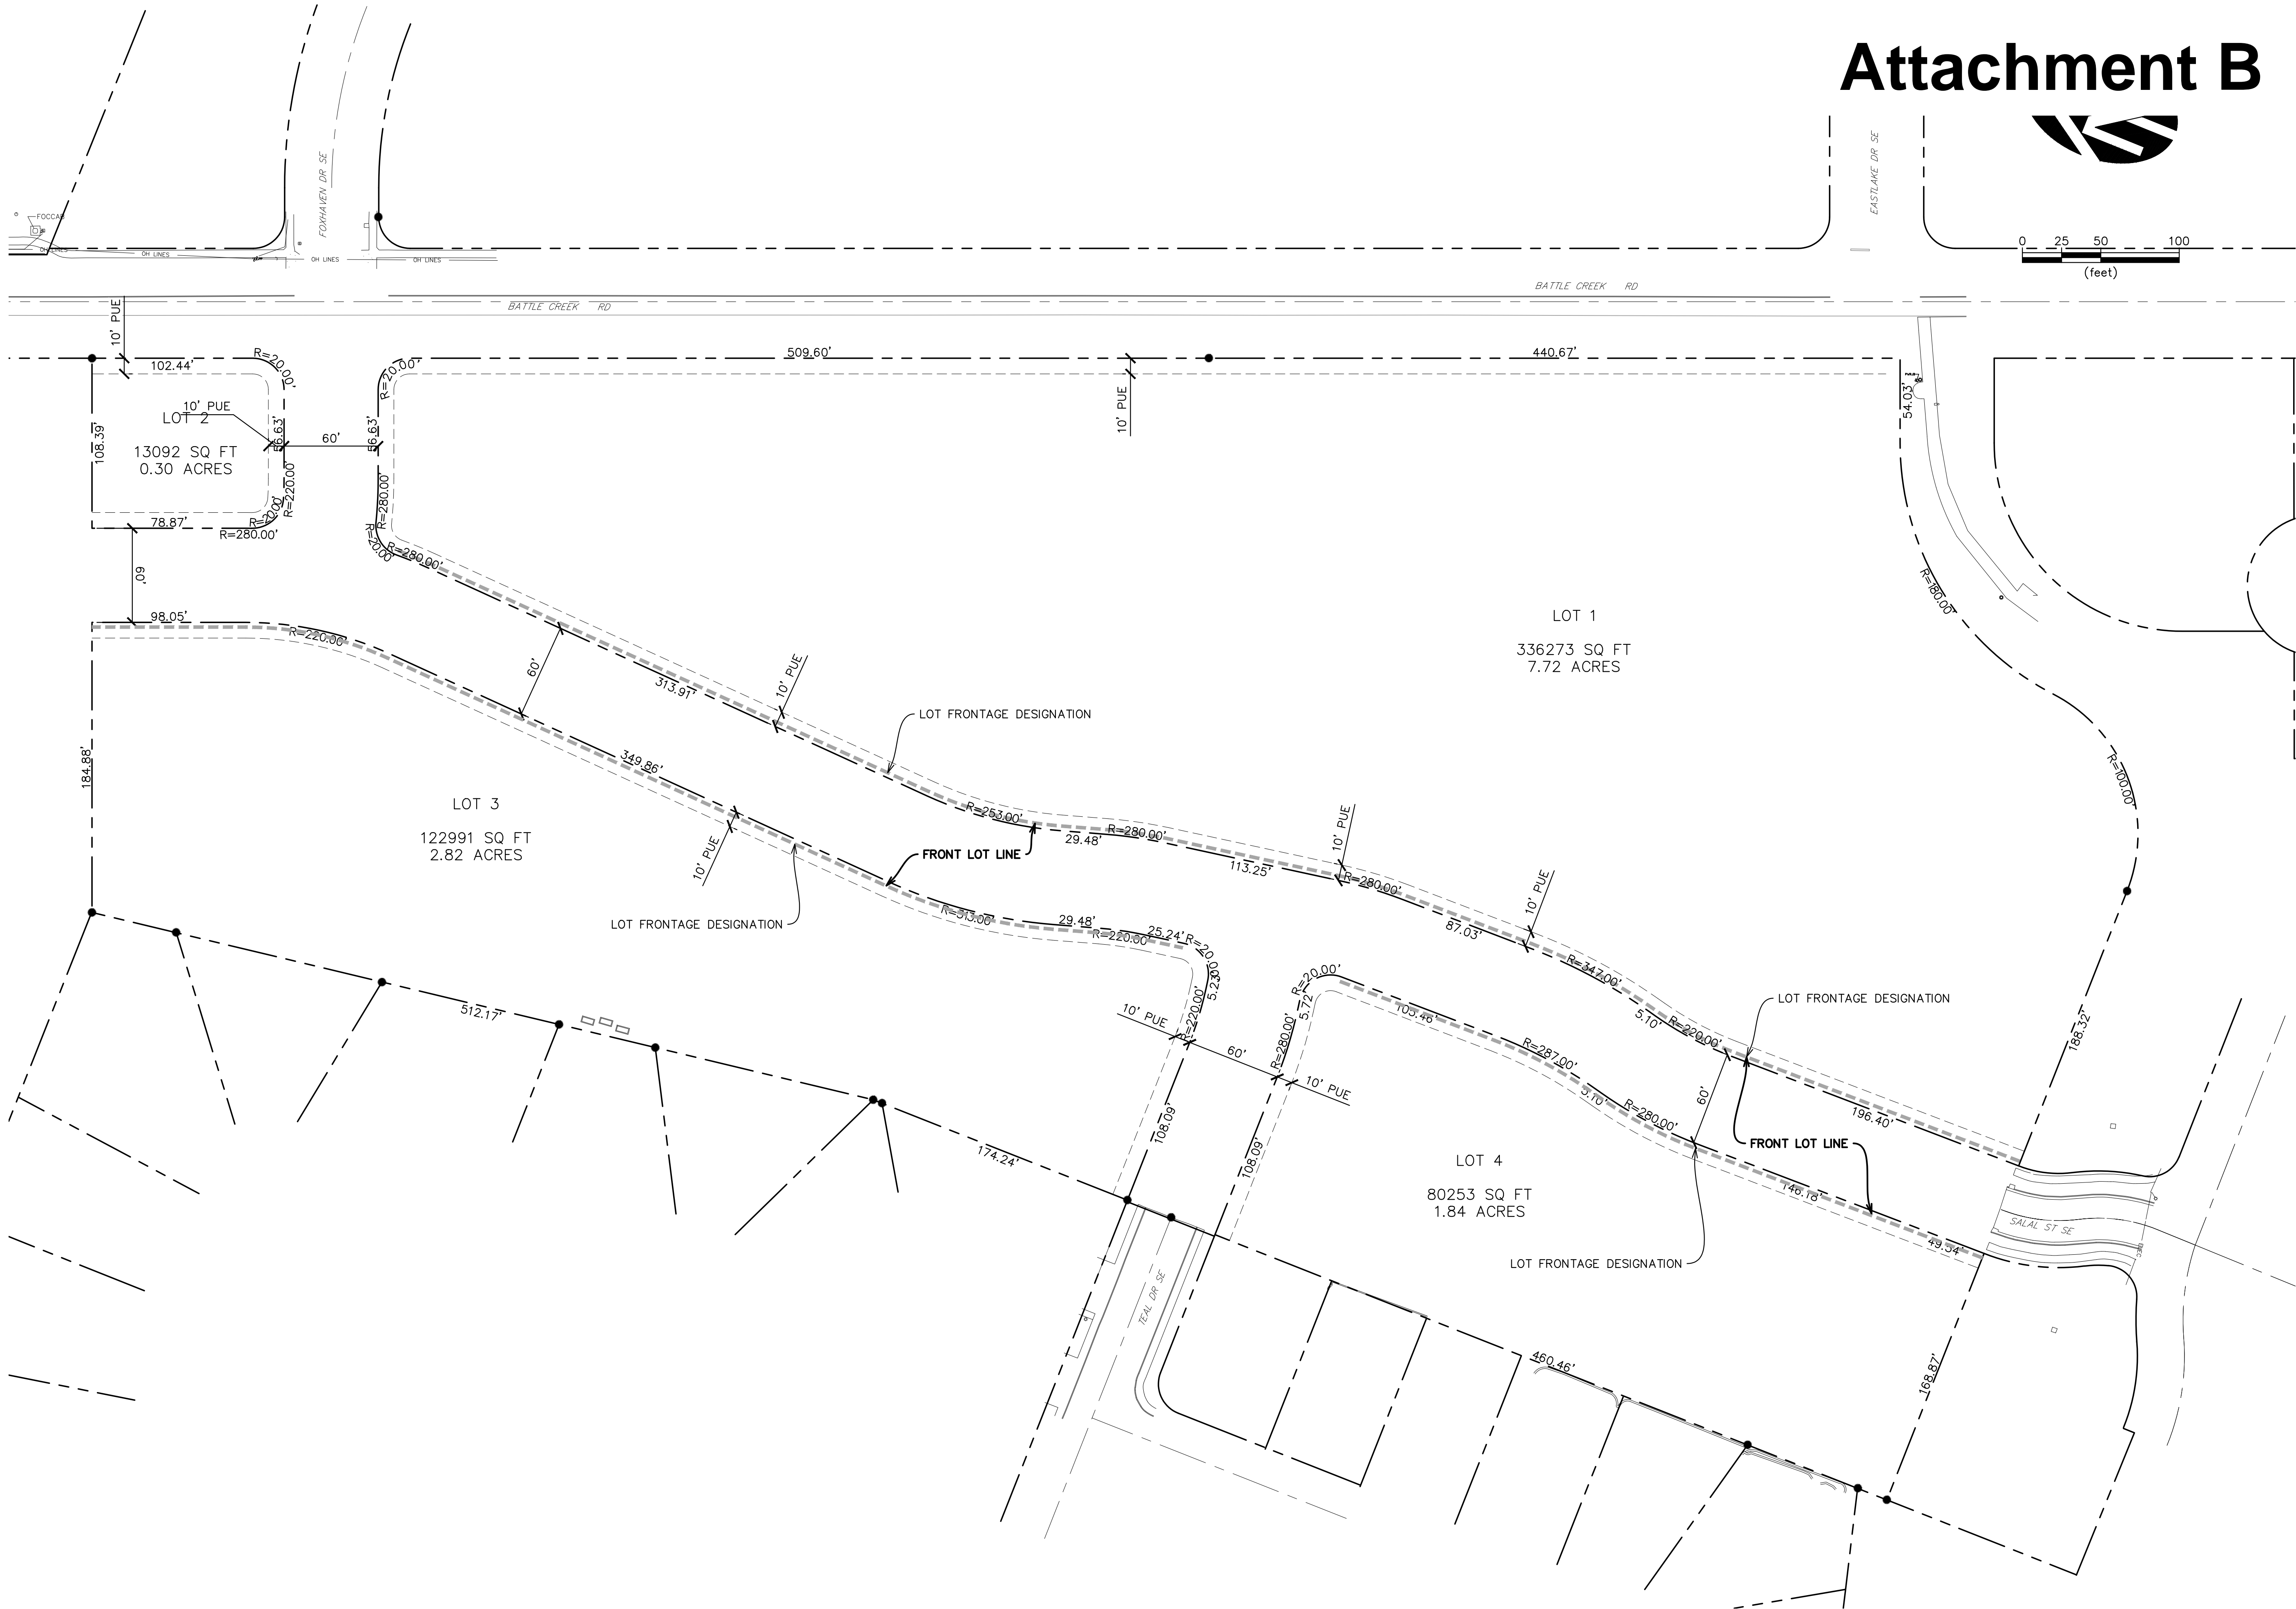 Attachment B
FOXHAVEN DR SE
EASTLAKE DR SE
OH LINES
OH LINES
OH LINES
0 25 50 100
(feet)
BATTLE CREEK RD
BATTLE CREEK RD
10' PUE
102.44'
R=20.00'
R=20.00'
509.60'
440.67'
10' PUE
54.03'
10' PUE
LOT 2
108.39'
13092 SQ FT
0.30 ACRES
56.63'
60'
56.63'
R=220.00'
R=280.00'
78.87'
R=20.00'
R=280.00'
R=20.00'
R=280.00'
60'
98.05'
R=220.00'
R=180.00'
LOT 1
336273 SQ FT
7.72 ACRES
60'
313.91'
10' PUE
LOT FRONTAGE DESIGNATION
184.88'
349.86'
R=100.00'
LOT 3
122991 SQ FT
2.82 ACRES
R=253.00'
29.48'
R=280.00'
10' PUE
FRONT LOT LINE
10' PUE
113.25'
R=280.00'
10' PUE
LOT FRONTAGE DESIGNATION
R=313.00'
29.48'
R=220.00'
25.24'
R=20.00'
87.03'
R=347.00'
5.23'
R=20.00'
LOT FRONTAGE DESIGNATION
512.17'
10' PUE
R=220.00'
60'
R=280.00'
5.72'
105.46'
5.10'
R=220.00'
188.32'
R=287.00'
10' PUE
5.10'
R=280.00'
60'
196.40'
108.09'
108.09'
174.24'
FRONT LOT LINE
LOT 4
80253 SQ FT
1.84 ACRES
146.18'
49.54'
SALAL ST SE
LOT FRONTAGE DESIGNATION
TEAL DR SE
460.46'
168.87'